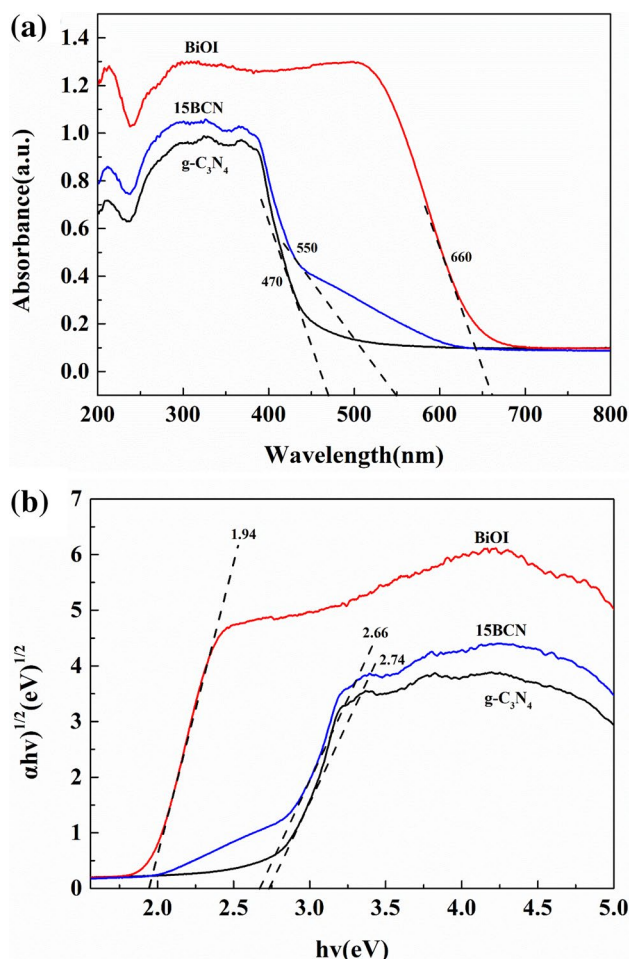 (a)
1.4
1.2
1.0
0.8
0.6
0.4
0.2
0.0
Absorbance(a.u.)
BiOI
15BCN
g-C₃N₄
470
550
660
200 300 400 500 600 700 800
Wavelength(nm)
(b)
7
6
5
4
3
2
1
0
αhv)^1/2(eV)^1/2
1.94
BiOI
2.66
15BCN
2.74
g-C₃N₄
2.0 2.5 3.0 3.5 4.0 4.5 5.0
hv(eV)